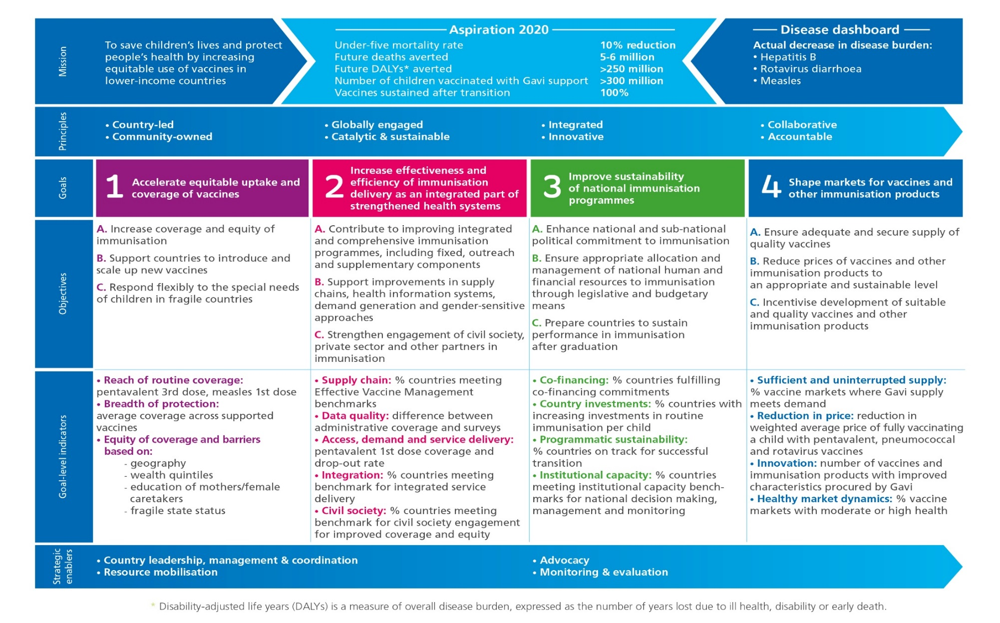 Mission
To save children's lives and protect
people's health by increasing
equitable use of vaccines in
lower-income countries
Aspiration 2020
Under-five mortality rate 10% reduction
Future deaths averted 5-6 million
Future DALYs* averted >250 million
Number of children vaccinated with Gavi support >300 million
Vaccines sustained after transition 100%
Disease dashboard
Actual decrease in disease burden:
• Hepatitis B
• Rotavirus diarrhoea
• Measles
Principles
• Country-led
• Community-owned
• Globally engaged
• Catalytic & sustainable
• Integrated
• Innovative
• Collaborative
• Accountable
Goals
1 Accelerate equitable uptake and
coverage of vaccines
2 Increase effectiveness and
efficiency of immunisation
delivery as an integrated part of
strengthened health systems
3 Improve sustainability
of national immunisation
programmes
4 Shape markets for vaccines and
other immunisation products
Objectives
A. Increase coverage and equity of
immunisation
B. Support countries to introduce and
scale up new vaccines
C. Respond flexibly to the special needs
of children in fragile countries
A. Contribute to improving integrated
and comprehensive immunisation
programmes, including fixed, outreach
and supplementary components
B. Support improvements in supply
chains, health information systems,
demand generation and gender-sensitive
approaches
C. Strengthen engagement of civil society,
private sector and other partners in
immunisation
A. Enhance national and sub-national
political commitment to immunisation
B. Ensure appropriate allocation and
management of national human and
financial resources to immunisation
through legislative and budgetary
means
C. Prepare countries to sustain
performance in immunisation
after graduation
A. Ensure adequate and secure supply of
quality vaccines
B. Reduce prices of vaccines and other
immunisation products to
an appropriate and sustainable level
C. Incentivise development of suitable
and quality vaccines and other
immunisation products
Goal-level indicators
• Reach of routine coverage:
pentavalent 3rd dose, measles 1st dose
• Breadth of protection:
average coverage across supported
vaccines
• Equity of coverage and barriers
based on:
- geography
- wealth quintiles
- education of mothers/female
caretakers
- fragile state status
• Supply chain: % countries meeting
Effective Vaccine Management
benchmarks
• Data quality: difference between
administrative coverage and surveys
• Access, demand and service delivery:
pentavalent 1st dose coverage and
drop-out rate
• Integration: % countries meeting
benchmark for integrated service
delivery
• Civil society: % countries meeting
benchmark for civil society engagement
for improved coverage and equity
• Co-financing: % countries fulfilling
co-financing commitments
• Country investments: % countries with
increasing investments in routine
immunisation per child
• Programmatic sustainability:
% countries on track for successful
transition
• Institutional capacity: % countries
meeting institutional capacity bench-
marks for national decision making,
management and monitoring
• Sufficient and uninterrupted supply:
% vaccine markets where Gavi supply
meets demand
• Reduction in price: reduction in
weighted average price of fully vaccinating
a child with pentavalent, pneumococcal
and rotavirus vaccines
• Innovation: number of vaccines and
immunisation products with improved
characteristics procured by Gavi
• Healthy market dynamics: % vaccine
markets with moderate or high health
Strategic
enablers
• Country leadership, management & coordination
• Resource mobilisation
• Advocacy
• Monitoring & evaluation
* Disability-adjusted life years (DALYs) is a measure of overall disease burden, expressed as the number of years lost due to ill health, disability or early death.